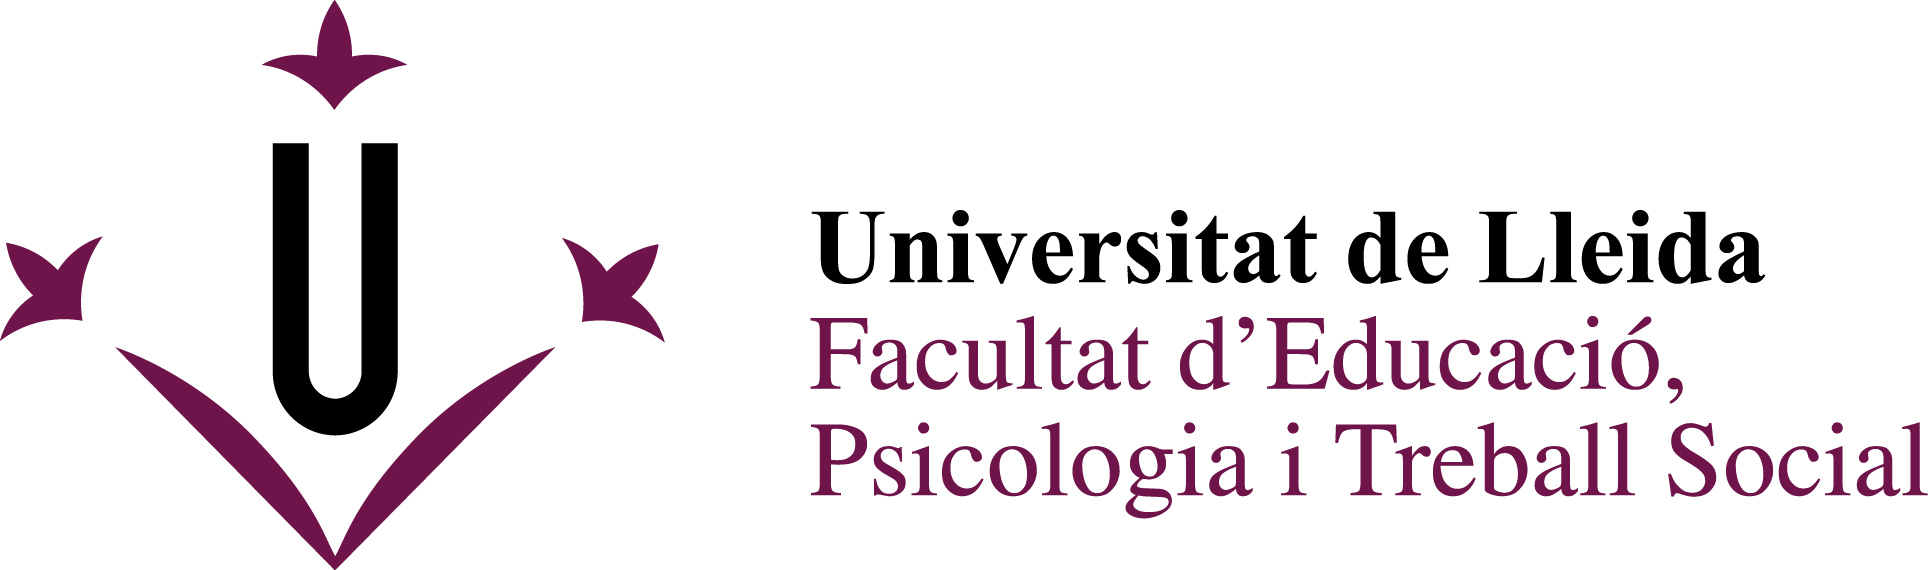 U
Universitat de Lleida
Facultat d’Educació,
Psicologia i Treball Social